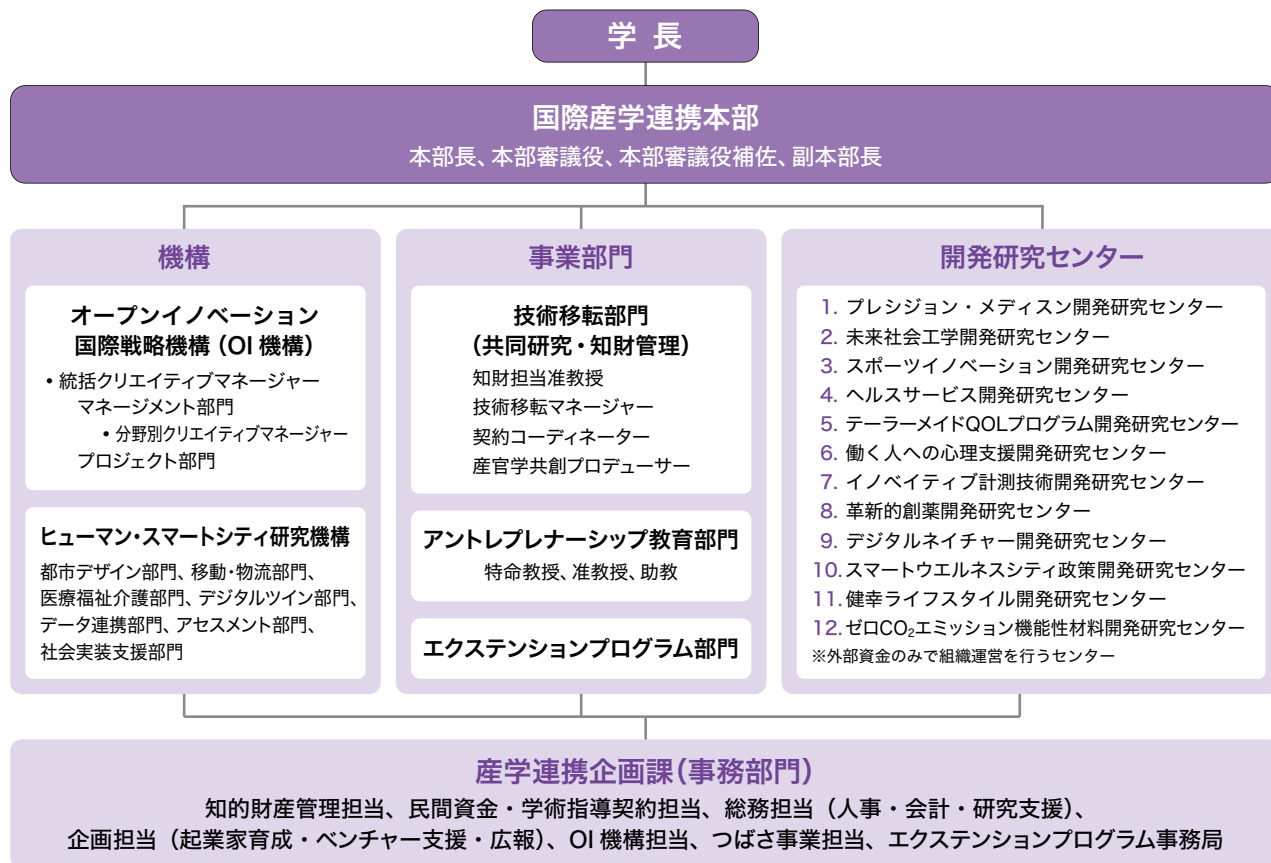 学 長
国際産学連携本部
本部長、本部審議役、本部審議役補佐、副本部長
機構
オープンイノベーション
国際戦略機構（OI 機構）
• 統括クリエイティブマネージャー
マネージメント部門
• 分野別クリエイティブマネージャー
プロジェクト部門
ヒューマン・スマートシティ研究機構
都市デザイン部門、移動・物流部門、
医療福祉介護部門、デジタルツイン部門、
データ連携部門、アセスメント部門、
社会実装支援部門
事業部門
技術移転部門
（共同研究・知財管理）
知財担当准教授
技術移転マネージャー
契約コーディネーター
産官学共創プロデューサー
アントレプレナーシップ教育部門
特命教授、准教授、助教
エクステンションプログラム部門
開発研究センター
1. プレシジョン・メディスン開発研究センター
2. 未来社会工学開発研究センター
3. スポーツイノベーション開発研究センター
4. ヘルスサービス開発研究センター
5. テーラーメイドQOLプログラム開発研究センター
6. 働く人への心理支援開発研究センター
7. イノベイティブ計測技術開発研究センター
8. 革新的創薬開発研究センター
9. デジタルネイチャー開発研究センター
10. スマートウエルネスシティ政策開発研究センター
11. 健幸ライフスタイル開発研究センター
12. ゼロCO₂エミッション機能性材料開発研究センター
※外部資金のみで組織運営を行うセンター
産学連携企画課（事務部門）
知的財産管理担当、民間資金・学術指導契約担当、総務担当（人事・会計・研究支援）、
企画担当（起業家育成・ベンチャー支援・広報）、OI 機構担当、つばさ事業担当、エクステンションプログラム事務局